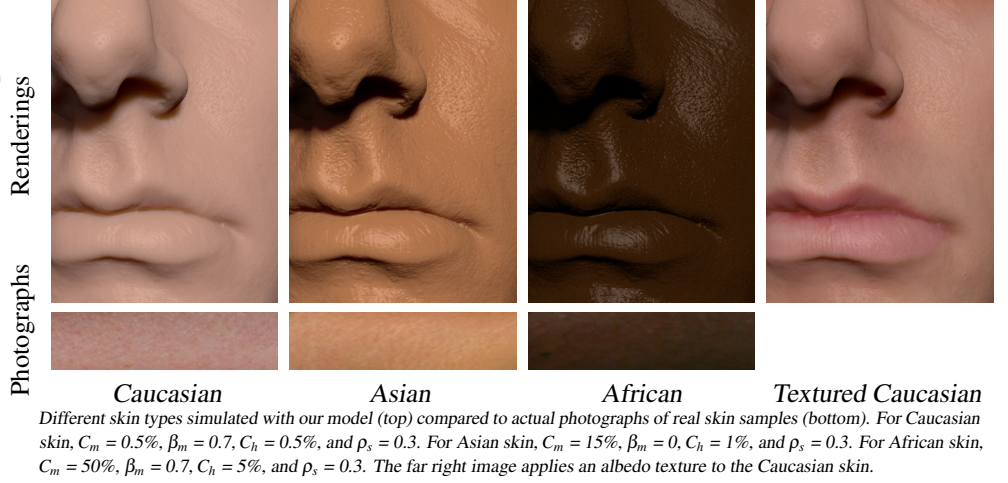 Renderings
Photographs
Caucasian Asian African Textured Caucasian
Different skin types simulated with our model (top) compared to actual photographs of real skin samples (bottom). For Caucasian
skin, Cₘ = 0.5%, βₘ = 0.7, Cₕ = 0.5%, and ρₛ = 0.3. For Asian skin, Cₘ = 15%, βₘ = 0, Cₕ = 1%, and ρₛ = 0.3. For African skin,
Cₘ = 50%, βₘ = 0.7, Cₕ = 5%, and ρₛ = 0.3. The far right image applies an albedo texture to the Caucasian skin.